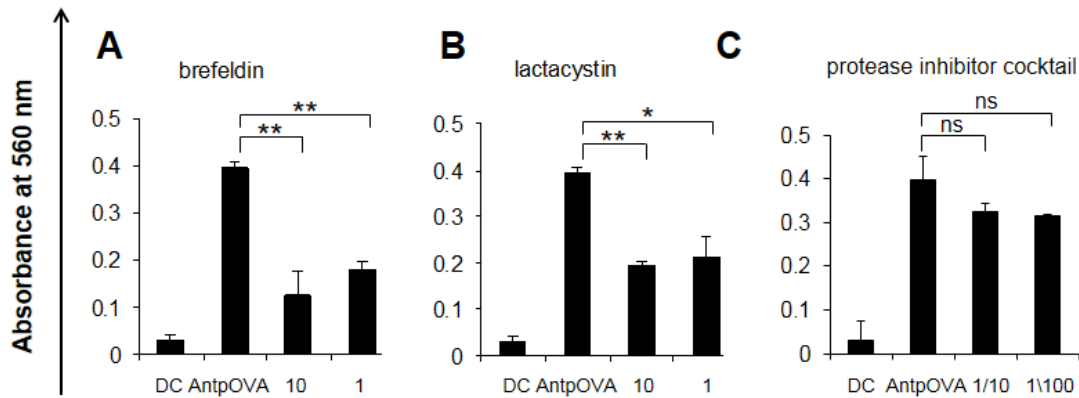 Absorbance at 560 nm
A
brefeldin
**
**
0.5
0.4
0.3
0.2
0.1
0
DC AntpOVA 10 1
B
lactacystin
*
**
0.5
0.4
0.3
0.2
0.1
0
DC AntpOVA 10 1
C
protease inhibitor cocktail
ns
ns
0.5
0.4
0.3
0.2
0.1
0
DC AntpOVA 1/10 1\100